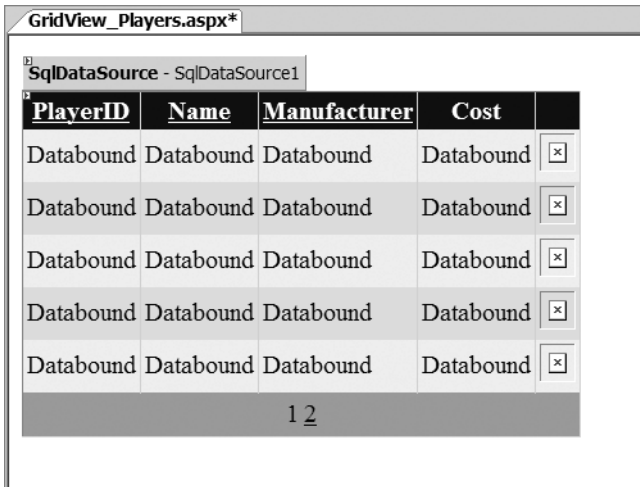 GridView_Players.aspx*
SqlDataSource - SqlDataSource1
PlayerID Name Manufacturer Cost
Databound Databound Databound Databound
Databound Databound Databound Databound
Databound Databound Databound Databound
Databound Databound Databound Databound
Databound Databound Databound Databound
1 2